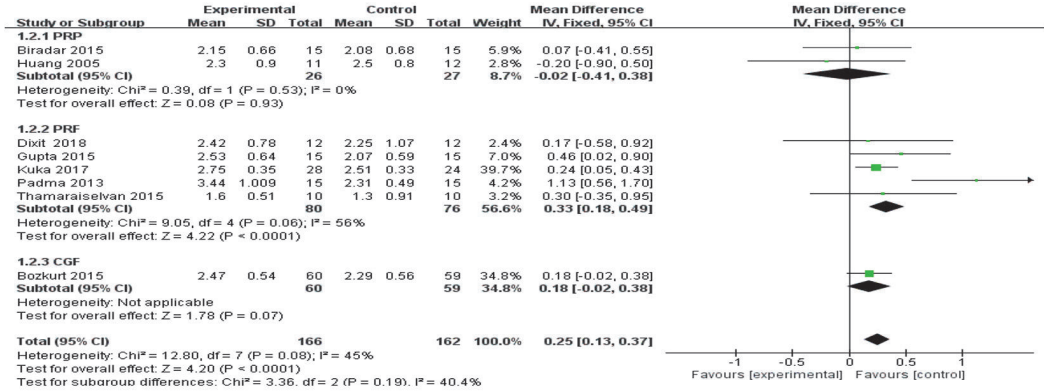 Experimental Control Mean Difference Mean Difference
Study or Subgroup Mean SD Total Mean SD Total Weight IV, Fixed, 95% CI IV, Fixed, 95% CI
1.2.1 PRP
Biradar 2015 2.15 0.66 15 2.08 0.68 15 5.9% 0.07 [-0.41, 0.55]
Huang 2005 2.3 0.9 11 2.5 0.8 12 2.8% -0.20 [-0.90, 0.50]
Subtotal (95% CI) 26 27 8.7% -0.02 [-0.41, 0.38]
Heterogeneity: Chi² = 0.39, df = 1 (P = 0.53); I² = 0%
Test for overall effect: Z = 0.08 (P = 0.93)
1.2.2 PRF
Dixit 2018 2.42 0.78 12 2.25 1.07 12 2.4% 0.17 [-0.58, 0.92]
Gupta 2015 2.53 0.64 15 2.07 0.59 15 7.0% 0.46 [0.02, 0.90]
Kuka 2017 2.75 0.35 28 2.51 0.33 24 39.7% 0.24 [0.05, 0.43]
Padma 2013 3.44 1.009 15 2.31 0.49 15 4.2% 1.13 [0.56, 1.70]
Thamaraiselvan 2015 1.6 0.51 10 1.3 0.91 10 3.2% 0.30 [-0.35, 0.95]
Subtotal (95% CI) 80 76 56.6% 0.33 [0.18, 0.49]
Heterogeneity: Chi² = 9.05, df = 4 (P = 0.06); I² = 56%
Test for overall effect: Z = 4.22 (P < 0.0001)
1.2.3 CGF
Bozkurt 2015 2.47 0.54 60 2.29 0.56 59 34.8% 0.18 [-0.02, 0.38]
Subtotal (95% CI) 60 59 34.8% 0.18 [-0.02, 0.38]
Heterogeneity: Not applicable
Test for overall effect: Z = 1.78 (P = 0.07)
Total (95% CI) 166 162 100.0% 0.25 [0.13, 0.37]
Heterogeneity: Chi² = 12.80, df = 7 (P = 0.08); I² = 45%
Test for overall effect: Z = 4.20 (P < 0.0001)
Test for subgroup differences: Chi² = 3.36, df = 2 (P = 0.19), I² = 40.4%
-1 -0.5 0 0.5 1
Favours [experimental] Favours [control]